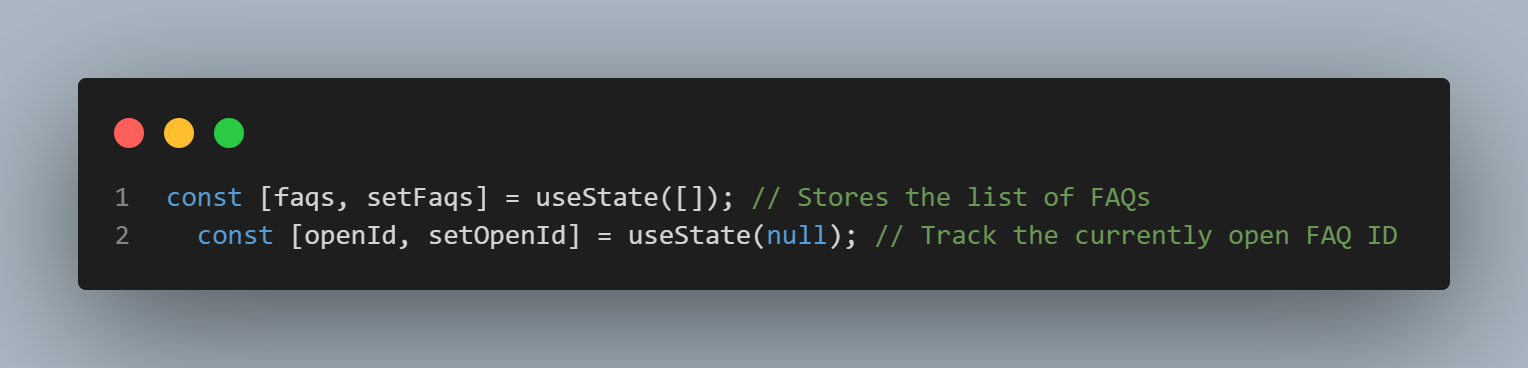 1 const [faqs, setFaqs] = useState([]); // Stores the list of FAQs
2 const [openId, setOpenId] = useState(null); // Track the currently open FAQ ID